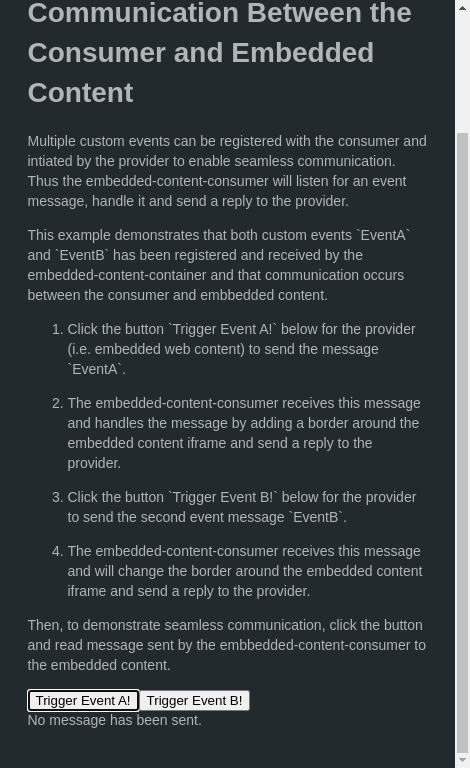 Communication Between the
Consumer and Embedded
Content
Multiple custom events can be registered with the consumer and
intiated by the provider to enable seamless communication.
Thus the embedded-content-consumer will listen for an event
message, handle it and send a reply to the provider.
This example demonstrates that both custom events `EventA`
and `EventB` has been registered and received by the
embedded-content-container and that communication occurs
between the consumer and embbedded content.
1. Click the button `Trigger Event A!` below for the provider
(i.e. embedded web content) to send the message
`EventA`.
2. The embedded-content-consumer receives this message
and handles the message by adding a border around the
embedded content iframe and send a reply to the
provider.
3. Click the button `Trigger Event B!` below for the provider
to send the second event message `EventB`.
4. The embedded-content-consumer receives this message
and will change the border around the embedded content
iframe and send a reply to the provider.
Then, to demonstrate seamless communication, click the button
and read message sent by the embbedded-content-consumer to
the embedded content.
Trigger Event A! Trigger Event B!
No message has been sent.